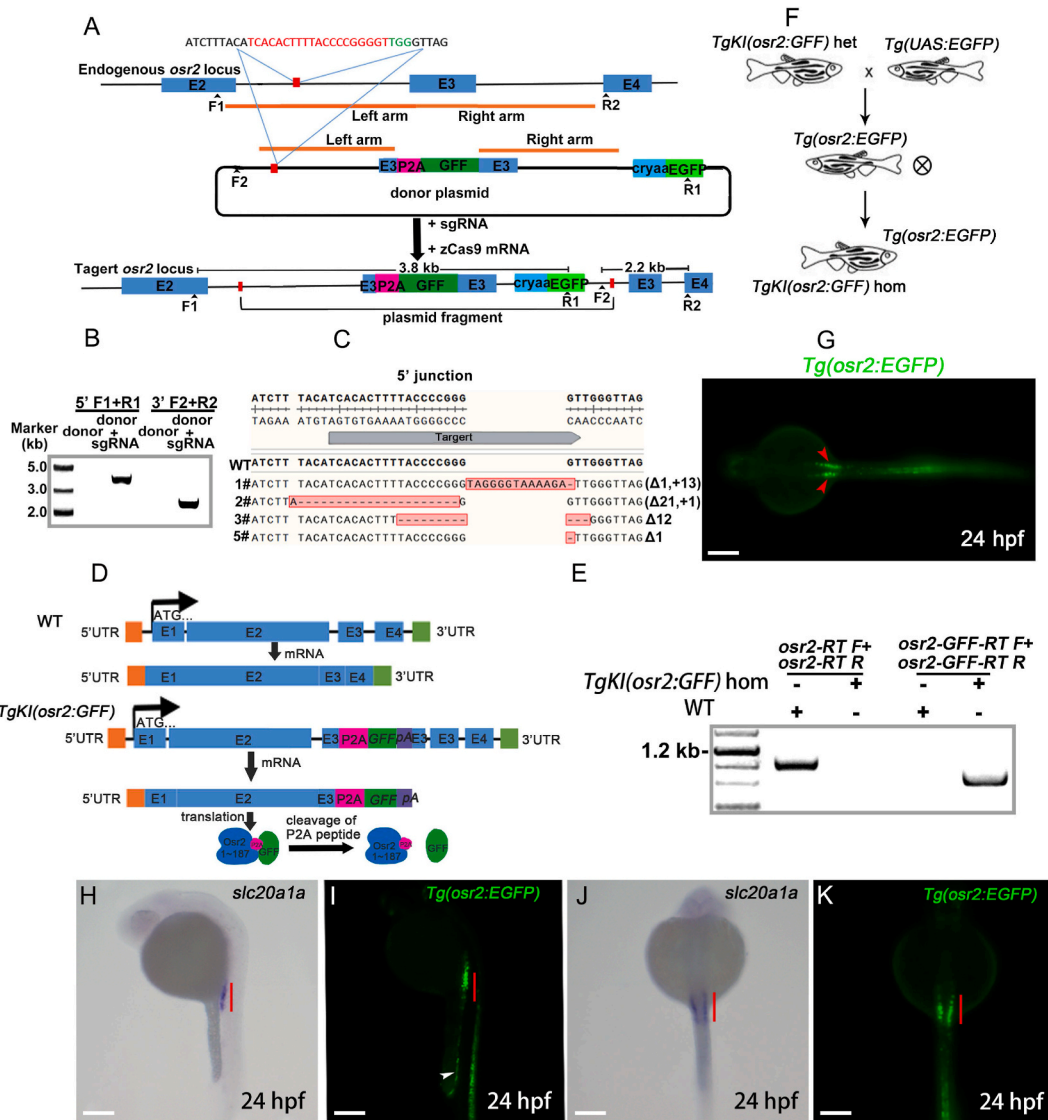 A
ATCTTTACATCACACTTTTACCCCGGGGTTGGGTTAG
Endogenous osr2 locus
E2
E3
E4
F1
R2
Left arm
Right arm
Left arm
Right arm
E3 P2A GFF E3
cryaa EGFP
F2
R1
donor plasmid
+ sgRNA
+ zCas9 mRNA
Tagert osr2 locus
3.8 kb
2.2 kb
E2
E3 P2A GFF E3
cryaa EGFP
E3
E4
F1
R1
F2
R2
plasmid fragment
F
TgKI(osr2:GFF) het
Tg(UAS:EGFP)
x
Tg(osr2:EGFP)
Tg(osr2:EGFP)
TgKI(osr2:GFF) hom
B
5' F1+R1
3' F2+R2
donor
donor
Marker
donor
+
donor
+
(kb)
sgRNA
sgRNA
5.0
3.0
2.0
C
5' junction
ATCTT TACATCACACTTTTACCCCGGG GTTGGGTTAG
TAGAA ATGTAGTGTGAAAATGGGGCCC CAACCCAATC
Targert
WT ATCTT TACATCACACTTTTACCCCGGG GTTGGGTTAG
1# ATCTT TACATCACACTTTTACCCCGGG TAGGGGTAAAAGA-TTGGGTTAG (Δ1,+13)
2# ATCTT A---------------------G GTTGGGTTAG (Δ21,+1)
3# ATCTT TACATCACACTTT--------- ---GGGTTAG Δ12
5# ATCTT TACATCACACTTTTACCCCGGG -TTGGGTTAG Δ1
G
Tg(osr2:EGFP)
24 hpf
D
WT
ATG...
5'UTR
E1
E2
E3
E4
3'UTR
mRNA
5'UTR
E1
E2
E3 E4
3'UTR
TgKI(osr2:GFF)
ATG...
5'UTR
E1
E2
E3 P2A GFF pA E3
E3
E4
3'UTR
mRNA
5'UTR
E1
E2
E3 P2A GFF pA
translation
cleavage of
P2A peptide
Osr2
1~167
P2A
GFF
Osr2
1~167
P2A
GFF
E
osr2-RT F+
osr2-RT R
osr2-GFF-RT F+
osr2-GFF-RT R
TgKI(osr2:GFF) hom - + - +
WT + - + -
1.2 kb-
H
slc20a1a
24 hpf
I
Tg(osr2:EGFP)
24 hpf
J
slc20a1a
24 hpf
K
Tg(osr2:EGFP)
24 hpf